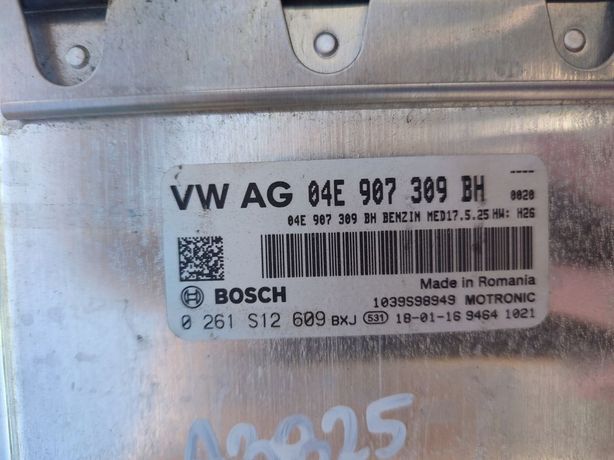 VW AG 04E 907 309 BH ----
0020
04E 907 309 BH BENZIN MED17.5.25 HW: H26
Made in Romania
BOSCH 1039S98949 MOTRONIC
0 261 S12 609 BXJ 531 18-01-16 9464 1021